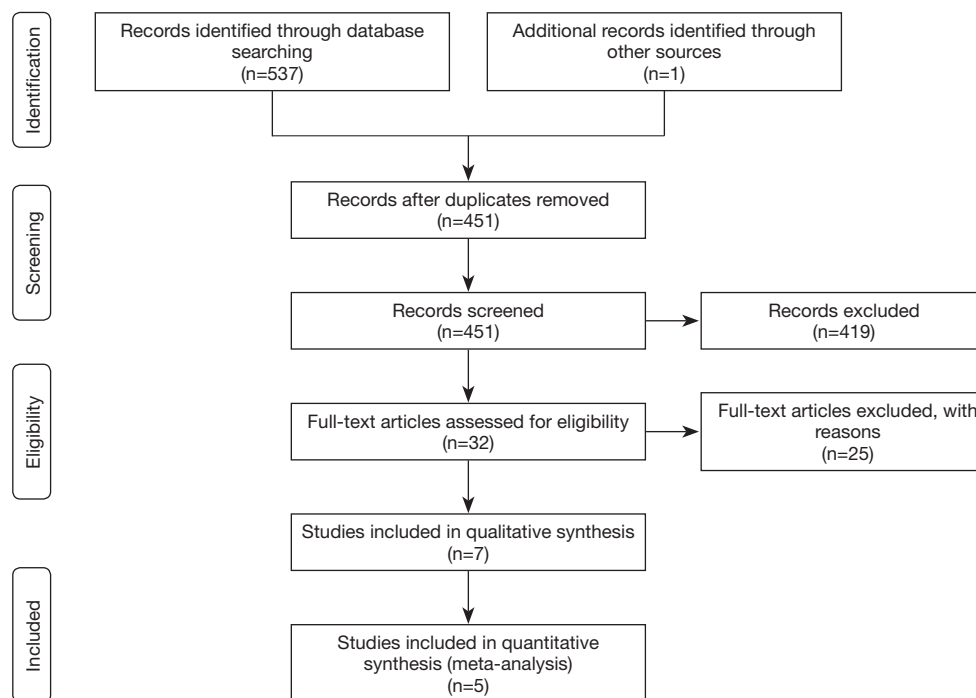 Identification
Records identified through database
searching
(n=537)
Additional records identified through
other sources
(n=1)
Screening
Records after duplicates removed
(n=451)
Records screened
(n=451)
Records excluded
(n=419)
Eligibility
Full-text articles assessed for eligibility
(n=32)
Full-text articles excluded, with
reasons
(n=25)
Studies included in qualitative synthesis
(n=7)
Included
Studies included in quantitative
synthesis (meta-analysis)
(n=5)